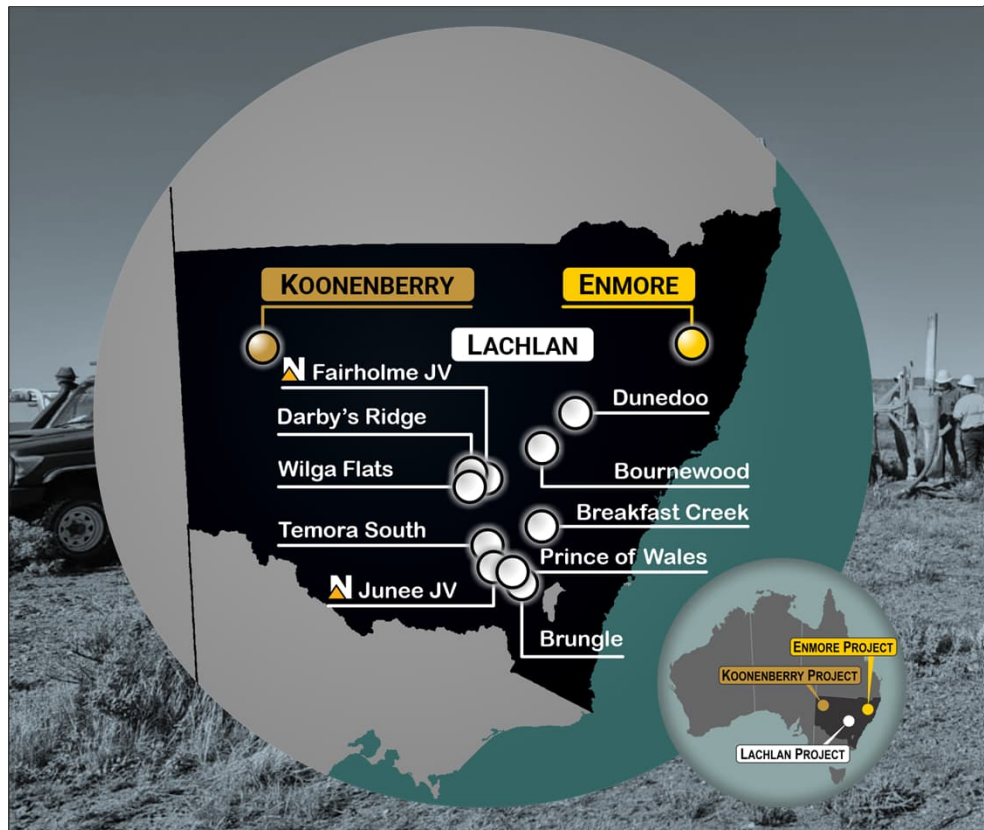 KOONENBERRY
ENMORE
LACHLAN
N Fairholme JV
Dunedoo
Darby's Ridge
Wilga Flats
Bournewood
Breakfast Creek
Temora South
Prince of Wales
N Junee JV
Brungle
ENMORE PROJECT
KOONENBERRY PROJECT
LACHLAN PROJECT